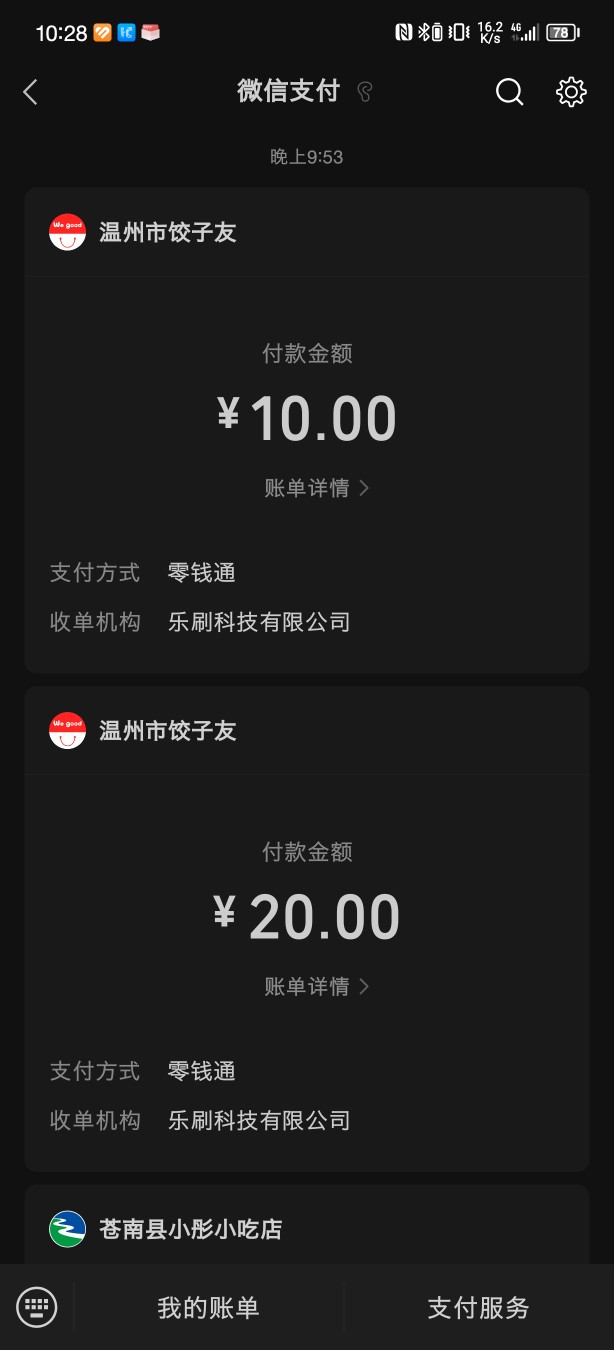 10:28
16.2 K/s 4G 78
微信支付
晚上9:53
We good 温州市饺子友
付款金额
¥10.00
账单详情
支付方式 零钱通
收单机构 乐刷科技有限公司
We good 温州市饺子友
付款金额
¥20.00
账单详情
支付方式 零钱通
收单机构 乐刷科技有限公司
苍南县小彤小吃店
我的账单 支付服务